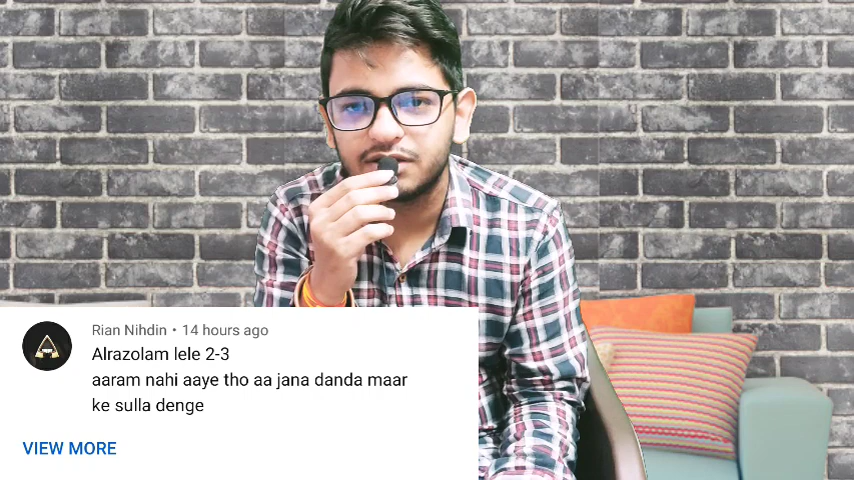 Rian Nihdin • 14 hours ago
Alrazolam lele 2-3
aaram nahi aaye tho aa jana danda maar
ke sulla denge
VIEW MORE